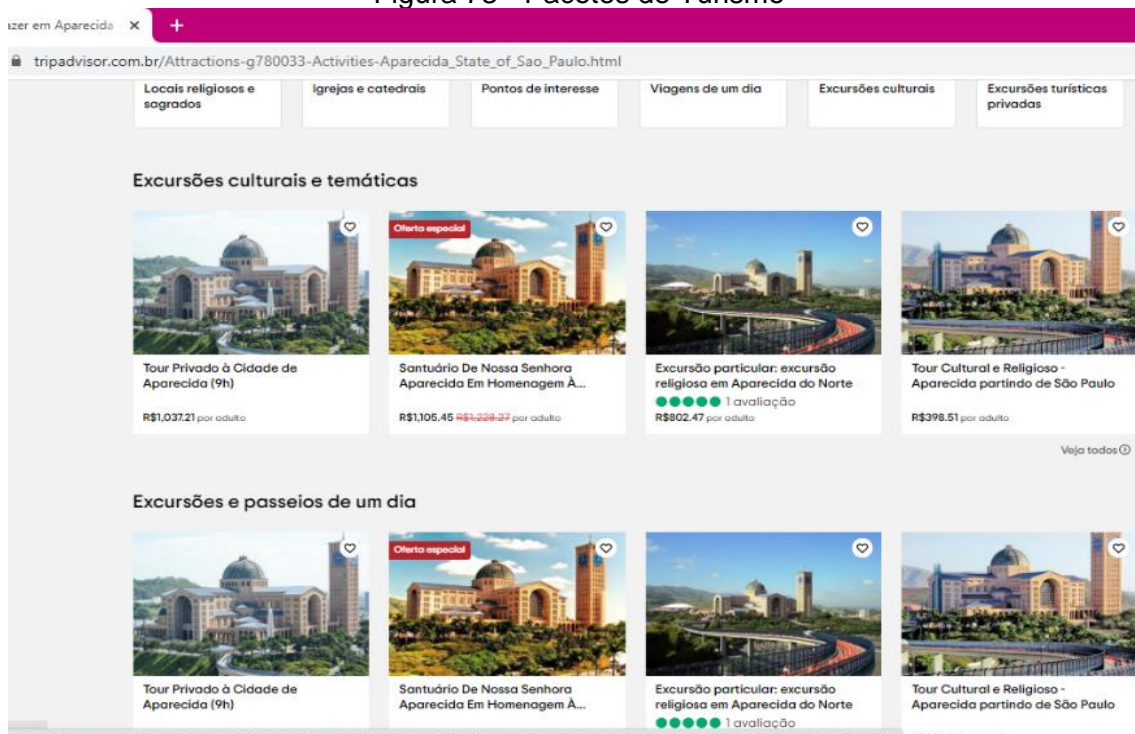 azer em Aparecida
tripadvisor.com.br/Attractions-g780033-Activities-Aparecida_State_of_Sao_Paulo.html
Locais religiosos e
sagrados
Igrejas e catedrais
Pontos de interesse
Viagens de um dia
Excursões culturais
Excursões turísticas
privadas
Excursões culturais e temáticas
Oferta especial
Tour Privado à Cidade de
Aparecida (9h)
R$1,037.21 por adulto
Santuário De Nossa Senhora
Aparecida Em Homenagem À...
R$1,105.45 R$1,228.27 por adulto
Excursão particular: excursão
religiosa em Aparecida do Norte
1 avaliação
R$802.47 por adulto
Tour Cultural e Religioso -
Aparecida partindo de São Paulo
R$398.51 por adulto
Veja todos
Excursões e passeios de um dia
Oferta especial
Tour Privado à Cidade de
Aparecida (9h)
Santuário De Nossa Senhora
Aparecida Em Homenagem À...
Excursão particular: excursão
religiosa em Aparecida do Norte
1 avaliação
Tour Cultural e Religioso -
Aparecida partindo de São Paulo